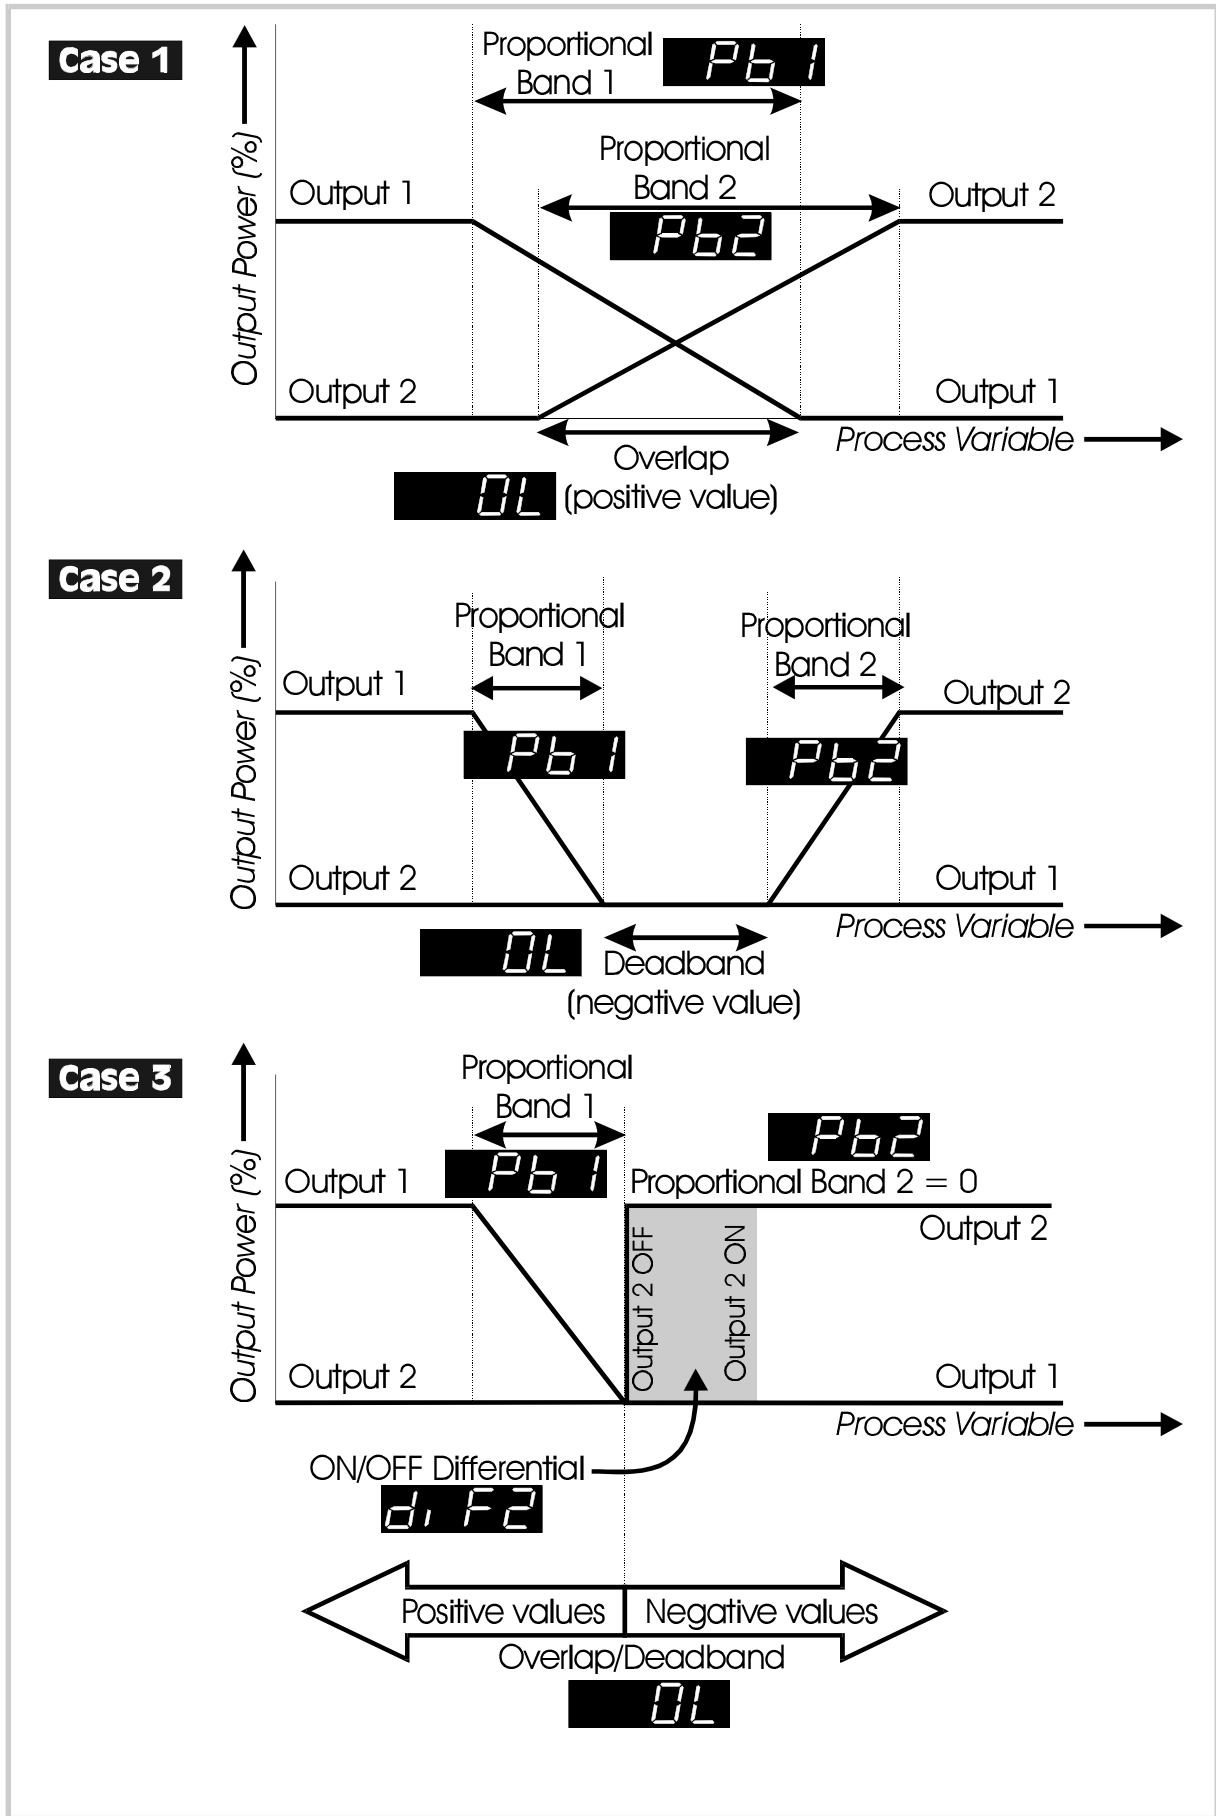 Case 1
Output Power (%)
Proportional
Band 1
Pb1
Proportional
Band 2
Pb2
Output 1
Output 2
Output 2
Output 1
Process Variable
Overlap
(positive value)
OL
Case 2
Output Power (%)
Proportional
Band 1
Proportional
Band 2
Output 1
Output 2
Pb1
Pb2
Output 2
Output 1
Process Variable
OL
Deadband
(negative value)
Case 3
Output Power (%)
Proportional
Band 1
Pb2
Pb1
Output 1
Proportional Band 2 = 0
Output 2
Output 2 OFF
Output 2 ON
Output 2
Output 1
Process Variable
ON/OFF Differential
diF2
Positive values
Negative values
Overlap/Deadband
OL